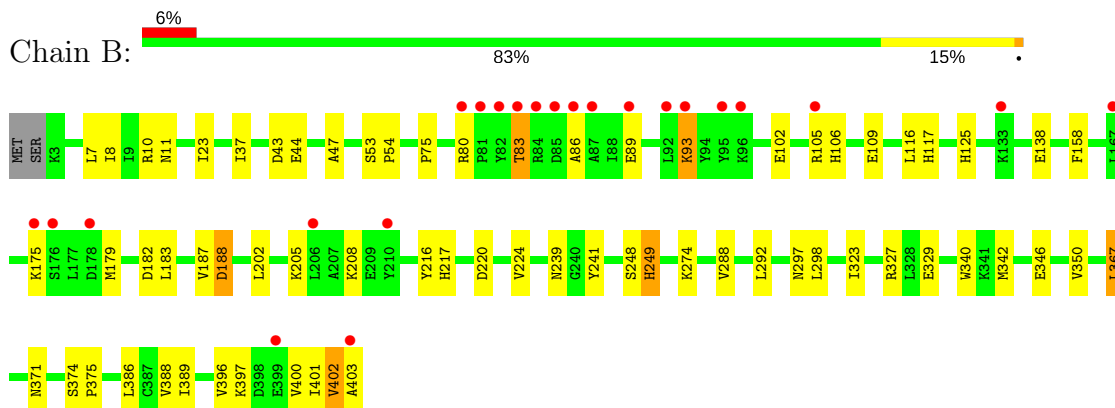 6%
Chain B:
83% 15% •
MET SER K3 L7 I8 I9 R10 N11 I23 I37 D43 E44 A47 S53 P54 P75 R80 P81 Y82 T83 R84 D85 A86 A87 I88 E89 L92 K93 Y94 Y95 K96 E102 R105 H106 E109 L116 H117 H125 K133 E138 F158 L167
K175 S176 L177 D178 M179 D182 L183 V187 D188 L202 K205 L206 A207 K208 E209 Y210 Y216 H217 D220 V224 N239 G240 Y241 S248 H249 K274 V288 L292 N297 L298 I323 R327 L328 E329 W340 K341 M342 E346 V350 L367
N371 S374 P375 L386 C387 V388 I389 V396 K397 D398 E399 V400 I401 V402 A403